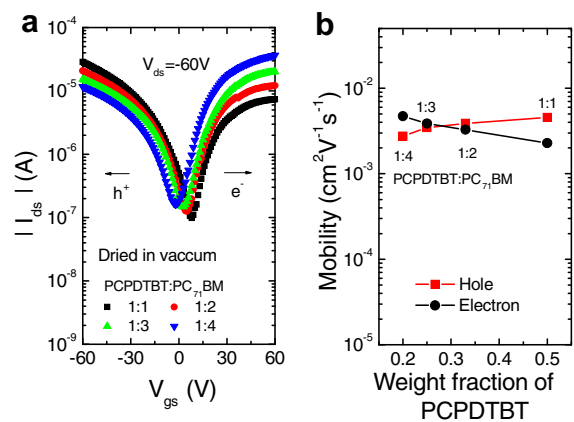 a
10⁻⁴
10⁻⁵
10⁻⁶
10⁻⁷
10⁻⁸
10⁻⁹
| I_ds | (A)
V_ds=-60V
h⁺
e⁻
Dried in vaccum
PCPDTBT:PC₇₁BM
1:1 1:2
1:3 1:4
-60 -30 0 30 60
V_gs (V)
b
10⁻²
10⁻³
10⁻⁴
10⁻⁵
Mobility (cm²V⁻¹s⁻¹)
1:3
1:1
1:4
1:2
PCPDTBT:PC₇₁BM
Hole
Electron
0.2 0.3 0.4 0.5
Weight fraction of
PCPDTBT